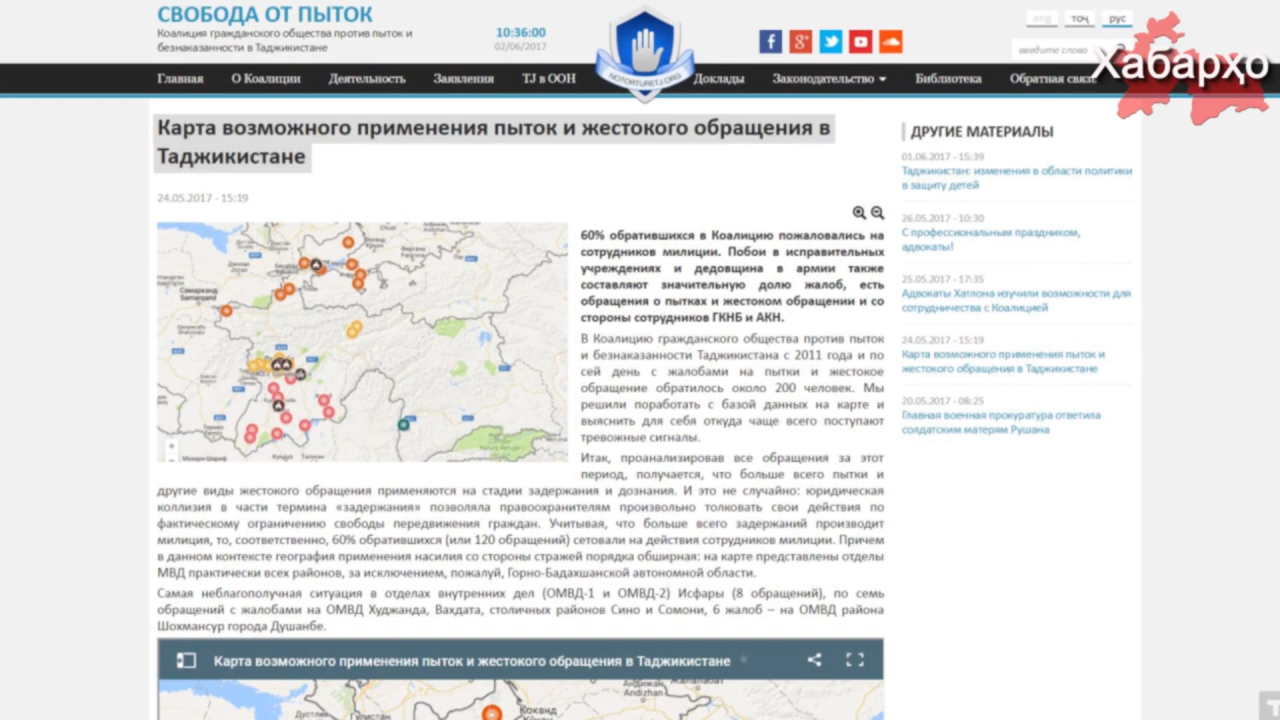 СВОБОДА ОТ ПЫТОК
Коалиция гражданского общества против пыток и
безнаказанности в Таджикистане
10:36:00
02/06/2017
NOTORTURETJ.ORG
eng
тоҷ
рус
введите слово
Хабарҳо
Главная
О Коалиции
Деятельность
Заявления
TJ в ООН
Доклады
Законодательство
Библиотека
Обратная связь
Карта возможного применения пыток и жестокого обращения в
Таджикистане
24.05.2017 - 15:19
60% обратившихся в Коалицию пожаловались на
сотрудников милиции. Побои в исправительных
учреждениях и дедовщина в армии также
составляют значительную долю жалоб, есть
обращения о пытках и жестоком обращении и со
стороны сотрудников ГКНБ и АКН.
В Коалицию гражданского общества против пыток
и безнаказанности Таджикистана с 2011 года и по
сей день с жалобами на пытки и жестокое
обращение обратилось около 200 человек. Мы
решили поработать с базой данных на карте и
выяснить для себя откуда чаще всего поступают
тревожные сигналы.
Итак, проанализировав все обращения за этот
период, получается, что больше всего пытки и
другие виды жестокого обращения применяются на стадии задержания и дознания. И это не случайно: юридическая
коллизия в части термина «задержания» позволяла правоохранителям произвольно толковать свои действия по
фактическому ограничению свободы передвижения граждан. Учитывая, что больше всего задержаний производит
милиция, то, соответственно, 60% обратившихся (или 120 обращений) сетовали на действия сотрудников милиции. Причем
в данном контексте география применения насилия со стороны стражей порядка обширная: на карте представлены отделы
МВД практически всех районов, за исключением, пожалуй, Горно-Бадахшанской автономной области.
Самая неблагополучная ситуация в отделах внутренних дел (ОМВД-1 и ОМВД-2) Исфары (8 обращений), по семь
обращений с жалобами на ОМВД Худжанда, Вахдата, столичных районов Сино и Сомони, 6 жалоб – на ОМВД района
Шохмансур города Душанбе.
Карта возможного применения пыток и жестокого обращения в Таджикистане
Андижан
Andizhan
Коканд
Самарканд
Samarqand
ДРУГИЕ МАТЕРИАЛЫ
01.06.2017 - 15:39
Таджикистан: изменения в области политики
в защиту детей
26.05.2017 - 10:30
С профессиональным праздником,
адвокаты!
25.05.2017 - 17:35
Адвокаты Хатлона изучили возможности для
сотрудничества с Коалицией
24.05.2017 - 15:19
Карта возможного применения пыток и
жестокого обращения в Таджикистане
20.05.2017 - 08:25
Главная военная прокуратура ответила
солдатским матерям Рушана